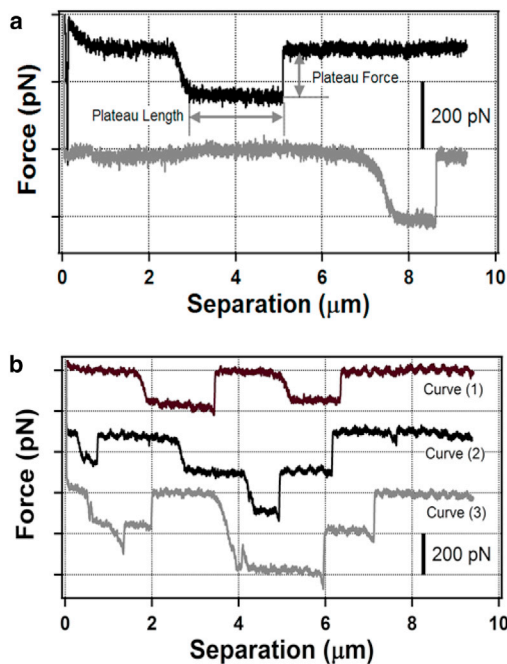 a
Force (pN)
Plateau Force
Plateau Length
200 pN
0 2 4 6 8 10
Separation (μm)
b
Force (pN)
Curve (1)
Curve (2)
Curve (3)
200 pN
0 2 4 6 8 10
Separation (μm)